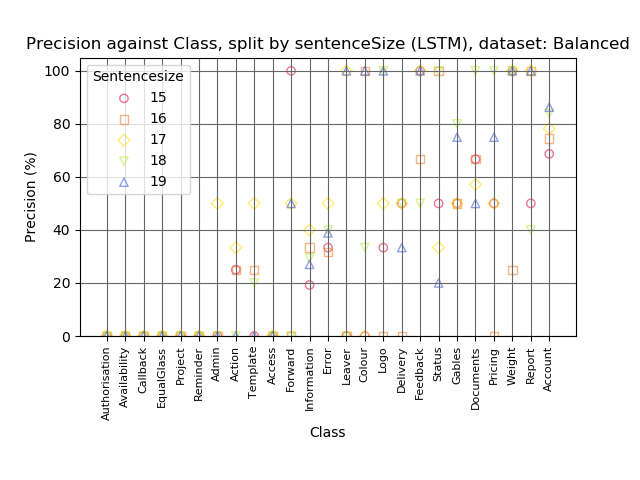 Precision against Class, split by sentenceSize (LSTM), dataset: Balanced
Precision (%)
100
80
60
40
20
0
Sentencesize
15
16
17
18
19
Authorisation
Availability
Callback
EqualGlass
Project
Reminder
Admin
Action
Template
Access
Forward
Information
Error
Leaver
Colour
Logo
Delivery
Feedback
Status
Gables
Documents
Pricing
Weight
Report
Account
Class